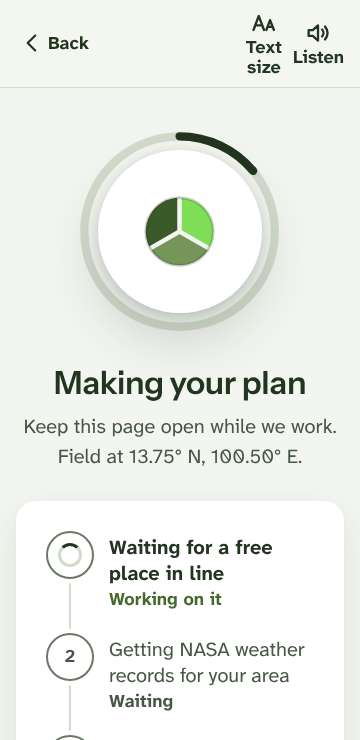 Back
Text size
Listen
Making your plan
Keep this page open while we work.
Field at 13.75° N, 100.50° E.
Waiting for a free
place in line
Working on it
2
Getting NASA weather
records for your area
Waiting